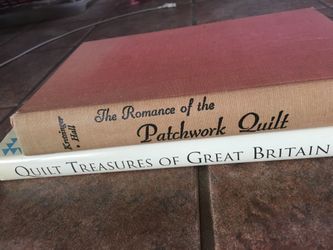 Kretsinger
• Hall
The Romance of the
Patchwork Quilt
QUILT TREASURES OF GREAT BRITAIN